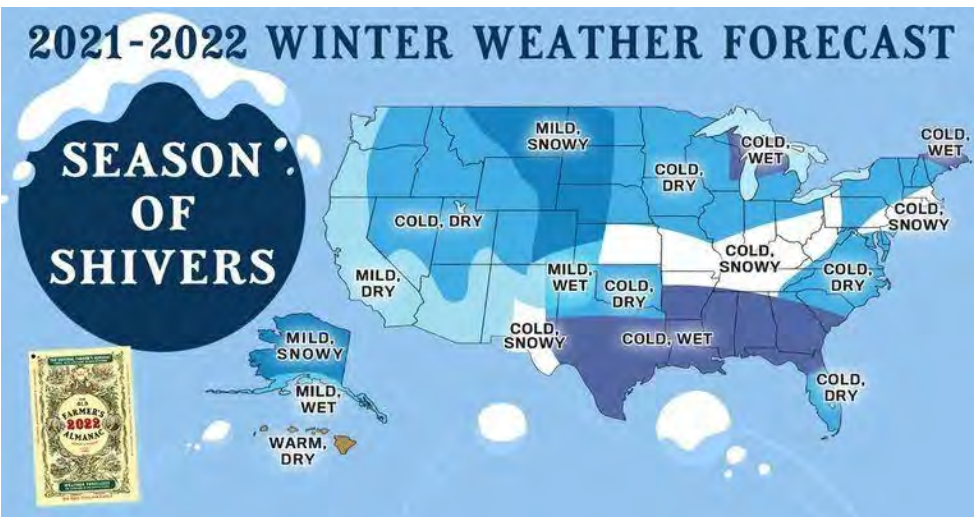 2021-2022 WINTER WEATHER FORECAST
SEASON
OF
SHIVERS
MILD,
SNOWY
COLD,
WET
COLD,
WET
COLD,
DRY
COLD, DRY
COLD,
SNOWY
COLD,
SNOWY
MILD,
DRY
MILD,
WET
COLD,
DRY
COLD,
DRY
COLD,
SNOWY
COLD, WET
MILD,
SNOWY
COLD,
DRY
MILD,
WET
WARM,
DRY
THE
OLD
FARMER'S
2022
ALMANAC